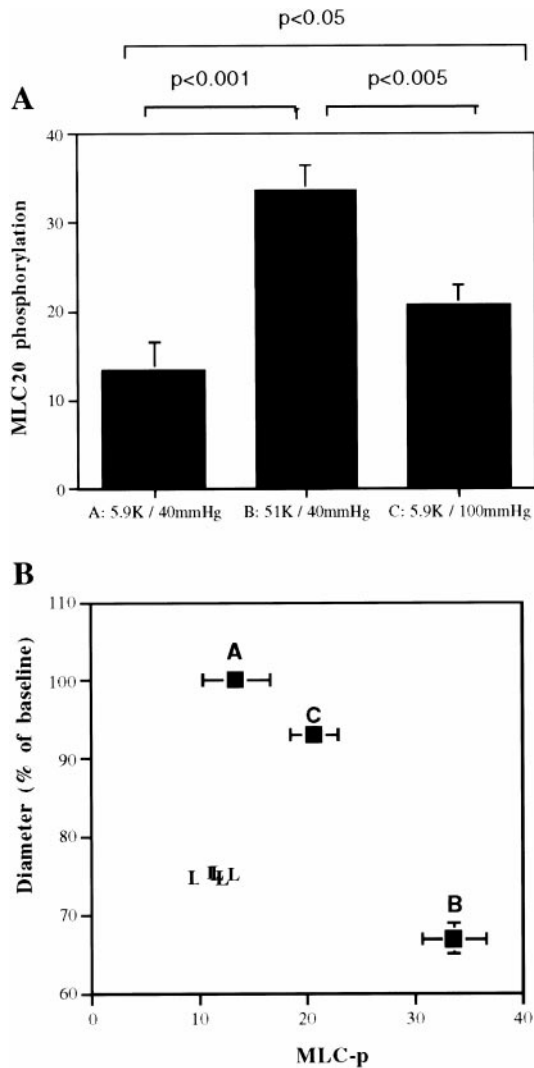 p<0.05
p<0.001 p<0.005
A
40
30
20
10
0
MLC20 phosphorylation
A: 5.9K / 40mmHg B: 51K / 40mmHg C: 5.9K / 100mmHg
B
110
100
90
80
70
60
Diameter (% of baseline)
A
C
L L L L L
B
0 10 20 30 40
MLC-p